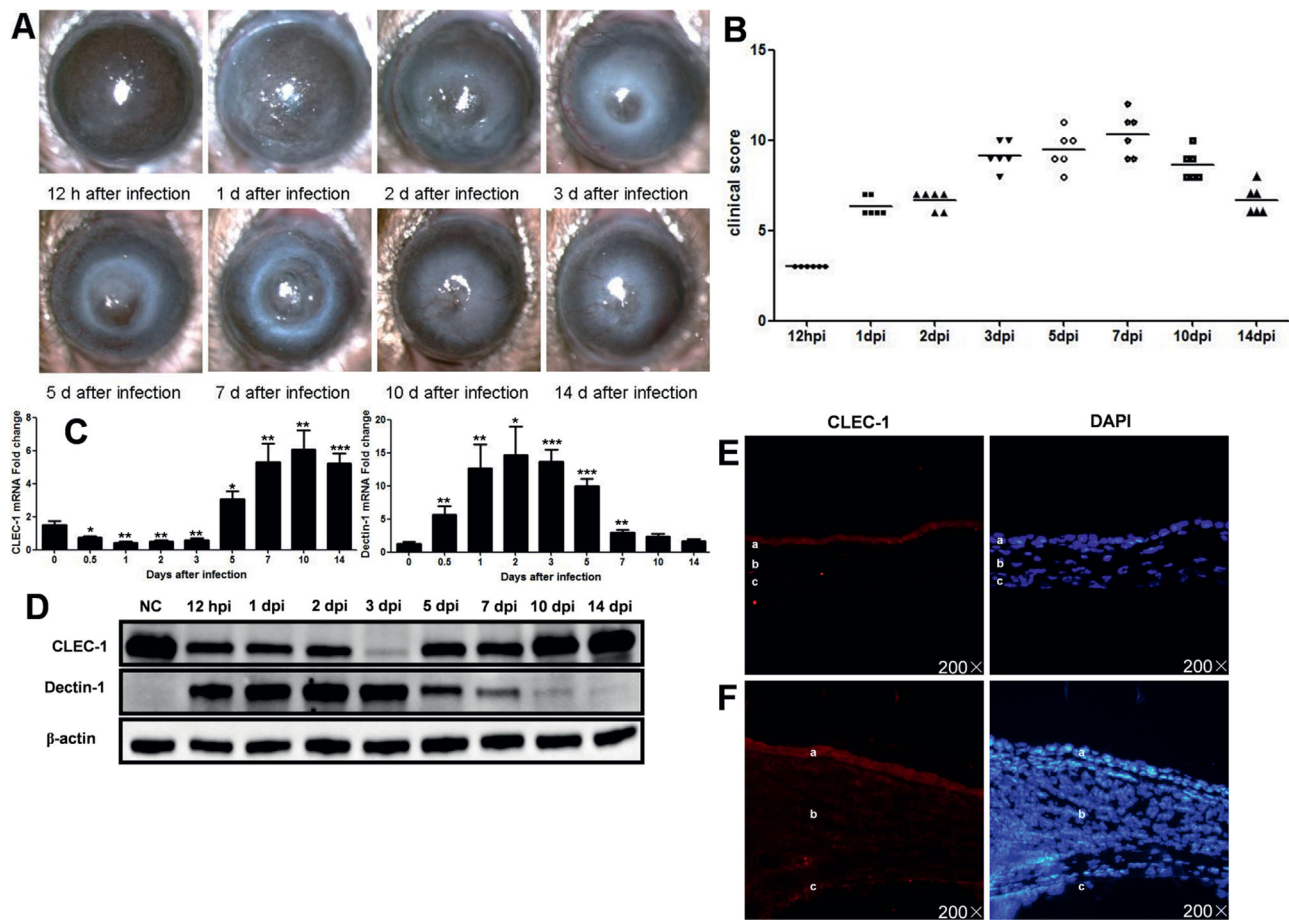 A
12 h after infection
1 d after infection
2 d after infection
3 d after infection
5 d after infection
7 d after infection
10 d after infection
14 d after infection
B
clinical score
15
10
5
0
12hpi 1dpi 2dpi 3dpi 5dpi 7dpi 10dpi 14dpi
C
CLEC-1 mRNA Fold change
8
6
4
2
0
* ** ** ** * ** ** ***
0 0.5 1 2 3 5 7 10 14
Days after infection
Dectin-1 mRNA Fold change
20
15
10
5
0
** ** * *** *** **
0 0.5 1 2 3 5 7 10 14
Days after infection
D
NC 12 hpi 1 dpi 2 dpi 3 dpi 5 dpi 7 dpi 10 dpi 14 dpi
CLEC-1
Dectin-1
β-actin
CLEC-1 DAPI
E
a
b
c
200×
a
b
c
200×
F
a
b
c
200×
a
b
c
200×